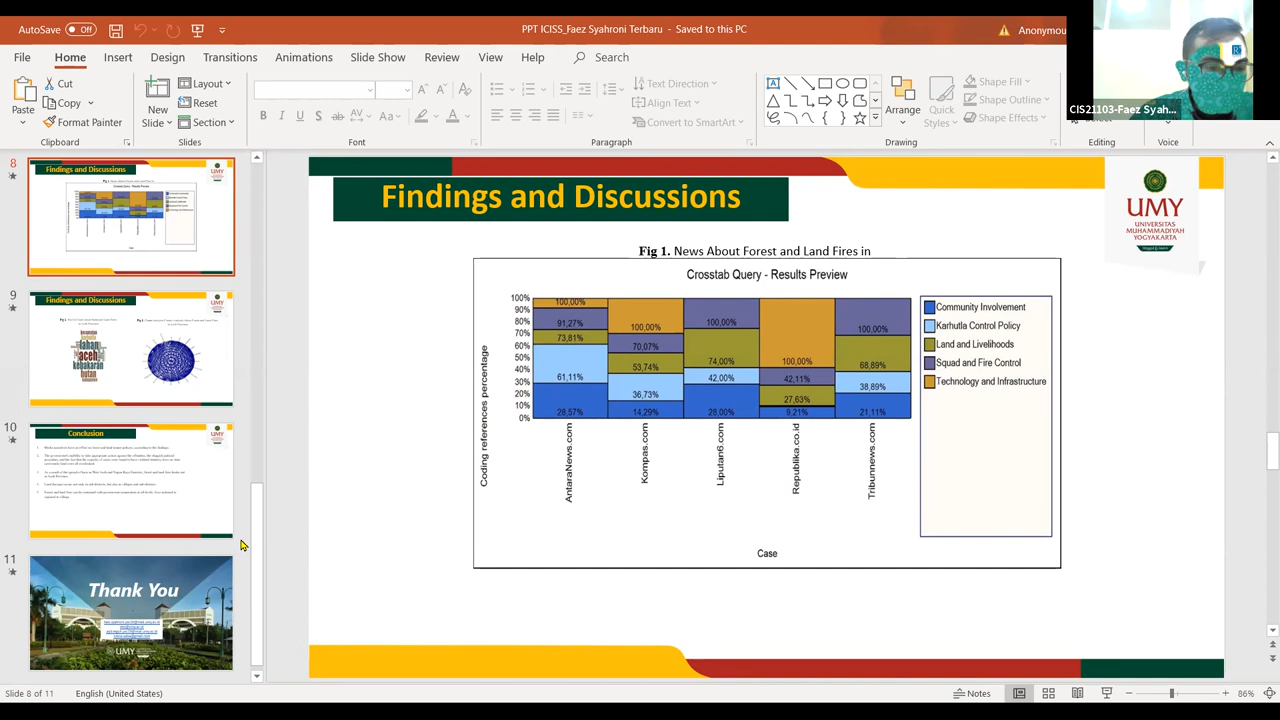 AutoSave Off
PPT ICISS_Faez Syahroni Terbaru - Saved to this PC
Anonymou
File Home Insert Design Transitions Animations Slide Show Review View Help Search
Paste
Cut
Copy
Format Painter
Clipboard
New Slide
Layout
Reset
Section
Slides
Font
Text Direction
Align Text
Convert to SmartArt
Paragraph
Arrange
Quick Styles
Shape Fill
Shape Outline
Shape Effects
Drawing
Editing
Voice
CIS21103-Faez Syah...
8
Findings and Discussions
UMY
9
Findings and Discussions
UMY
lahan
aceh
kebakaran
hutan
10
Conclusion
11
Thank You
UMY
Findings and Discussions
UMY
UNIVERSITAS
MUHAMMADIYAH
YOGYAKARTA
Fig 1. News About Forest and Land Fires in
Crosstab Query - Results Preview
Coding references percentage
100%
90%
80%
70%
60%
50%
40%
30%
20%
10%
0%
100,00%
91,27%
73,81%
61,11%
28,57%
100,00%
70,07%
53,74%
36,73%
14,29%
100,00%
74,00%
42,00%
28,00%
100,00%
42,11%
27,63%
9,21%
100,00%
68,89%
38,89%
21,11%
AntaraNews.com
Kompas.com
Liputan6.com
Republika.co.id
Tribunnews.com
Case
Community Involvement
Karhutla Control Policy
Land and Livelihoods
Squad and Fire Control
Technology and Infrastructure
Slide 8 of 11 English (United States)
Notes
86%